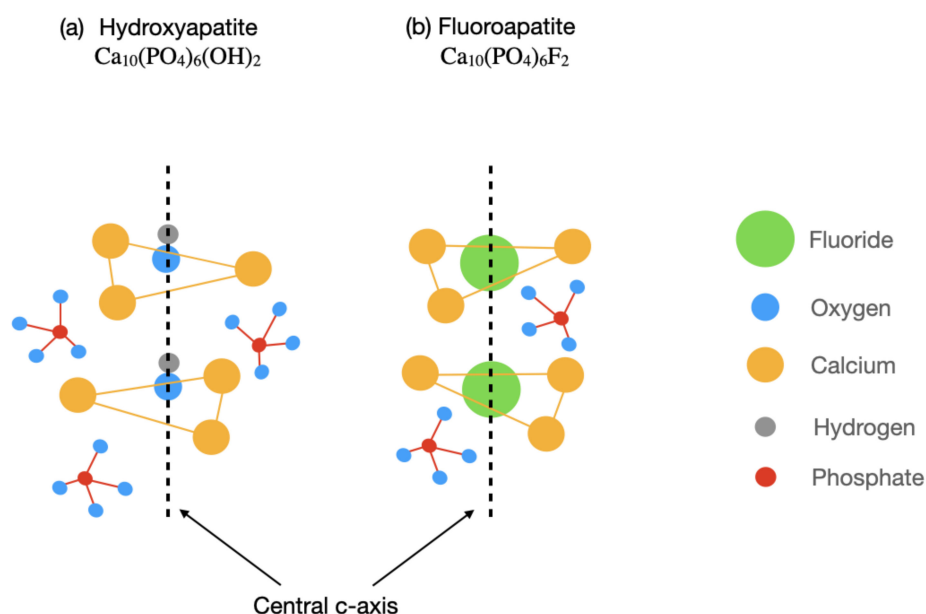 (a) Hydroxyapatite
Ca₁₀(PO₄)₆(OH)₂
(b) Fluoroapatite
Ca₁₀(PO₄)₆F₂
Fluoride
Oxygen
Calcium
Hydrogen
Phosphate
Central c-axis